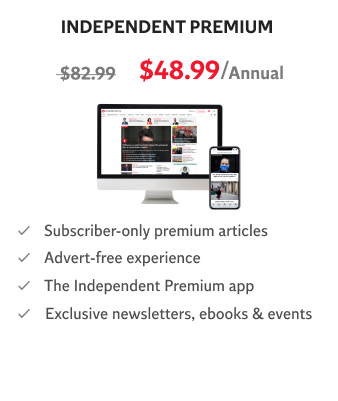 INDEPENDENT PREMIUM
$82.99 $48.99/Annual
Subscriber-only premium articles
Advert-free experience
The Independent Premium app
Exclusive newsletters, ebooks & events